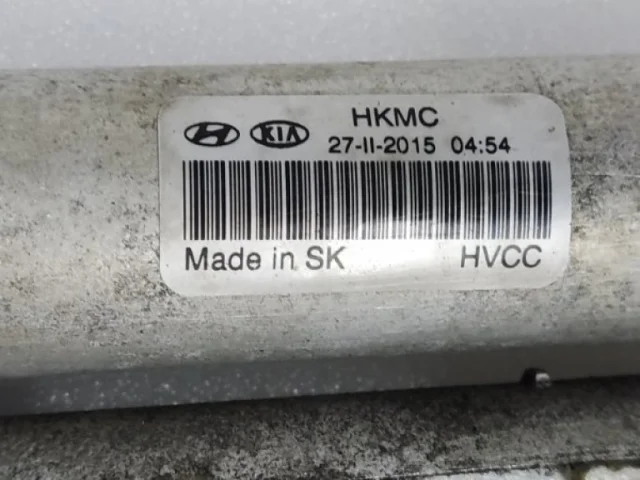 KIA HKMC
27-II-2015 04:54
Made in SK HVCC